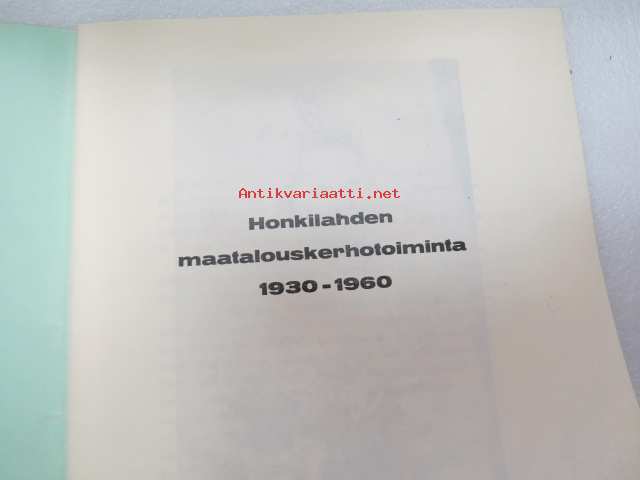 Antikvariaatti.net
Honkilahden
maatalouskerhotoiminta
1930-1960